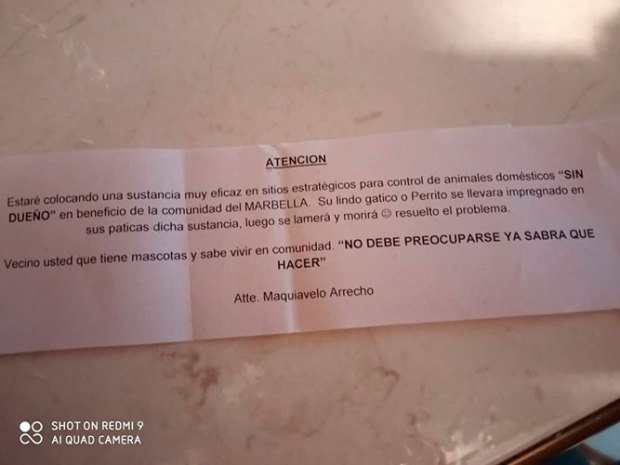 ATENCION
Estaré colocando una sustancia muy eficaz en sitios estratégicos para control de animales domésticos "SIN
DUEÑO" en beneficio de la comunidad del MARBELLA. Su lindo gatico o Perrito se llevara impregnado en
sus paticas dicha sustancia, luego se lamerá y morirá ☺ resuelto el problema.
Vecino usted que tiene mascotas y sabe vivir en comunidad. "NO DEBE PREOCUPARSE YA SABRA QUE
HACER"
Atte. Maquiavelo Arrecho
SHOT ON REDMI 9
AI QUAD CAMERA